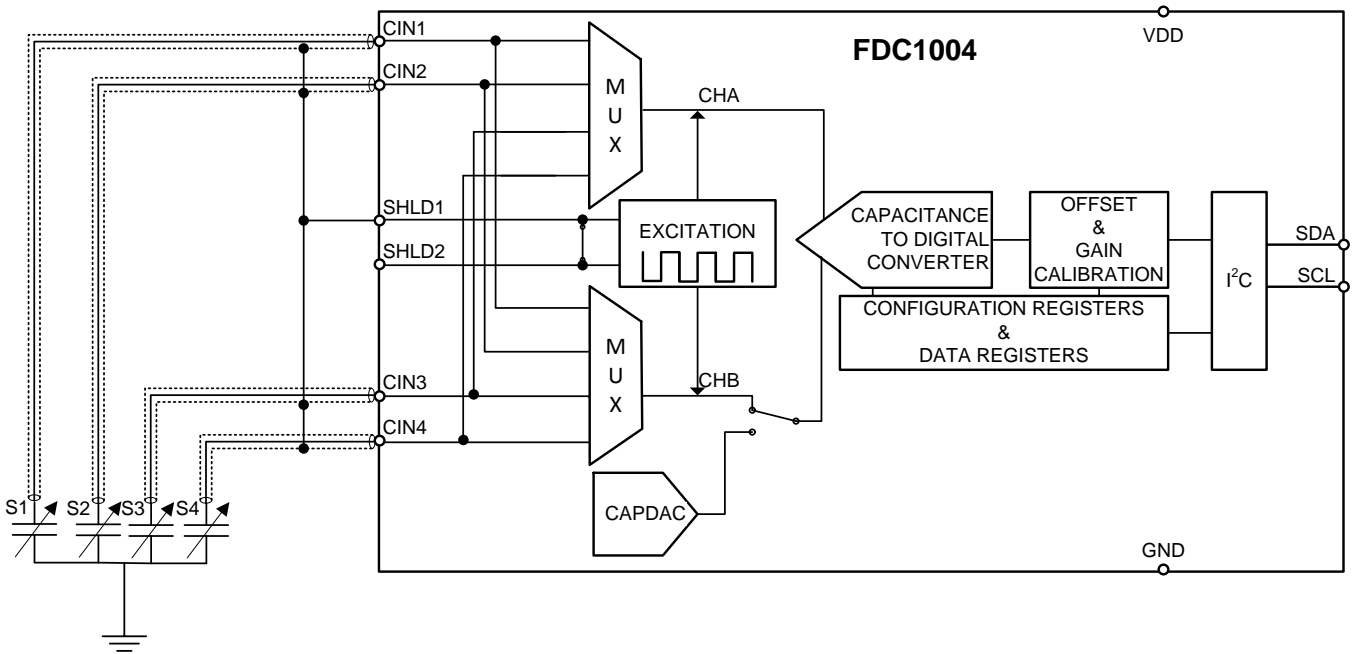 CIN1
CIN2
FDC1004
VDD
M
U
X
CHA
SHLD1
SHLD2
EXCITATION
CAPACITANCE
TO DIGITAL
CONVERTER
OFFSET
&
GAIN
CALIBRATION
I²C
SDA
SCL
CONFIGURATION REGISTERS
&
DATA REGISTERS
M
U
X
CHB
CIN3
CIN4
CAPDAC
S1
S2
S3
S4
GND